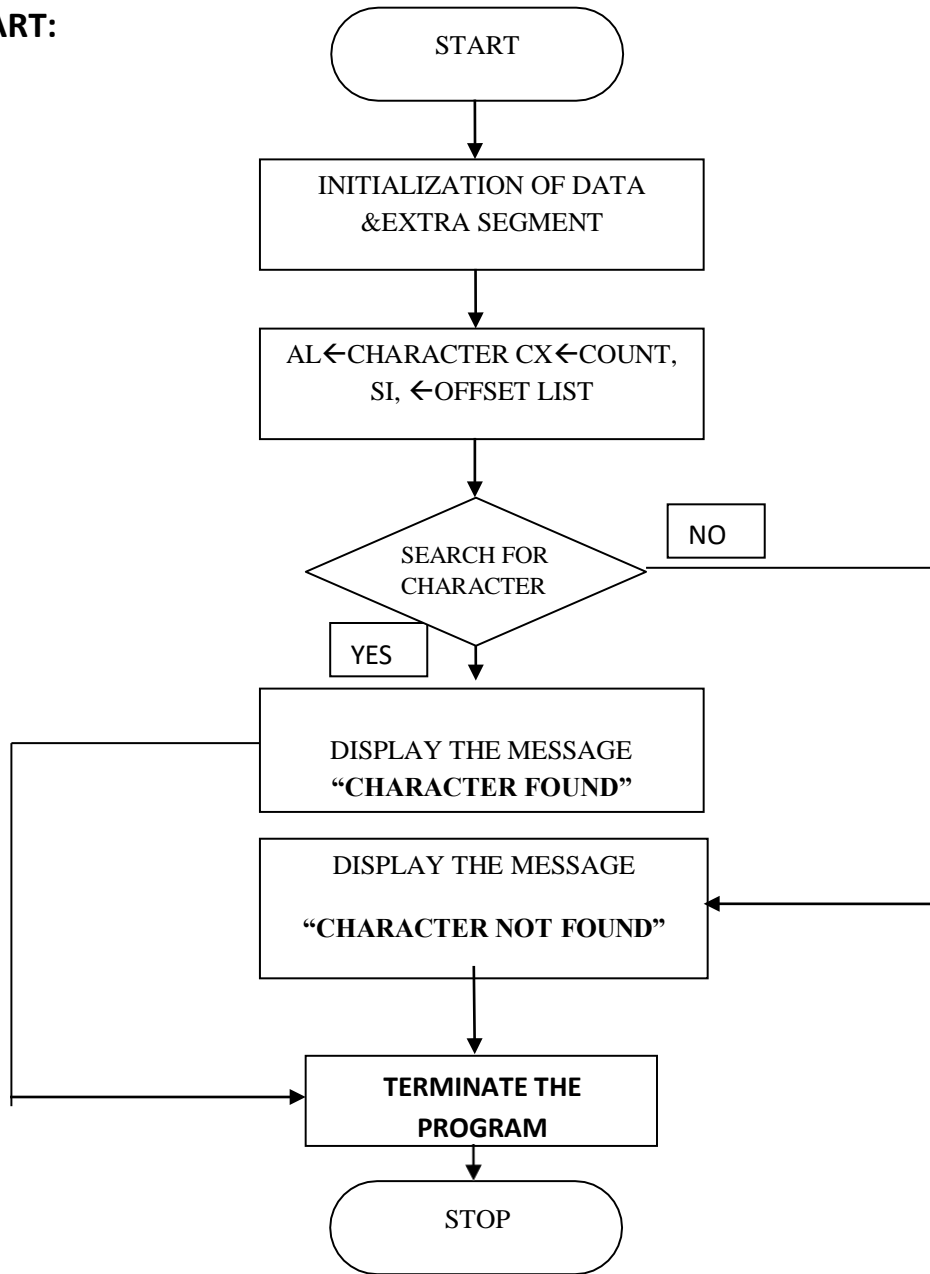 ART:
START
INITIALIZATION OF DATA
&EXTRA SEGMENT
AL←CHARACTER CX←COUNT,
SI, ←OFFSET LIST
SEARCH FOR
CHARACTER
NO
YES
DISPLAY THE MESSAGE
“CHARACTER FOUND”
DISPLAY THE MESSAGE
“CHARACTER NOT FOUND”
TERMINATE THE
PROGRAM
STOP